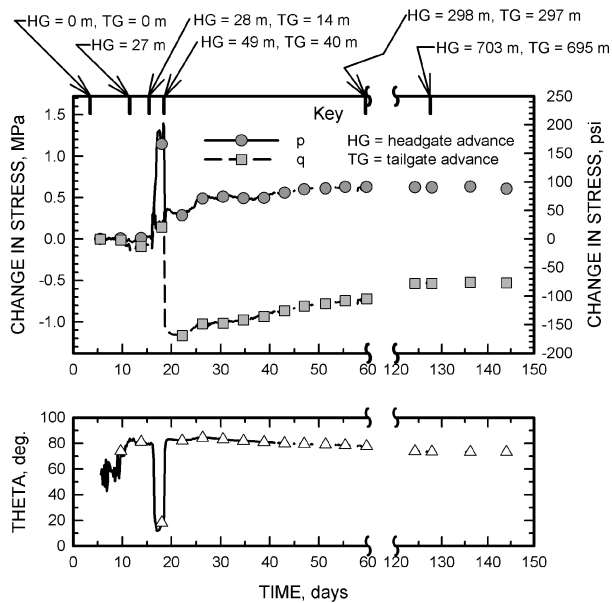 HG = 0 m, TG = 0 m
HG = 27 m
HG = 28 m, TG = 14 m
HG = 49 m, TG = 40 m
HG = 298 m, TG = 297 m
HG = 703 m, TG = 695 m
CHANGE IN STRESS, MPa
1.5
1.0
0.5
0.0
-0.5
-1.0
Key
p HG = headgate advance
q TG = tailgate advance
250
200
150
100
50
0
-50
-100
-150
-200
CHANGE IN STRESS, psi
0 10 20 30 40 50 60 120 130 140 150
THETA, deg.
100
80
60
40
20
0
0 10 20 30 40 50 60 120 130 140 150
TIME, days